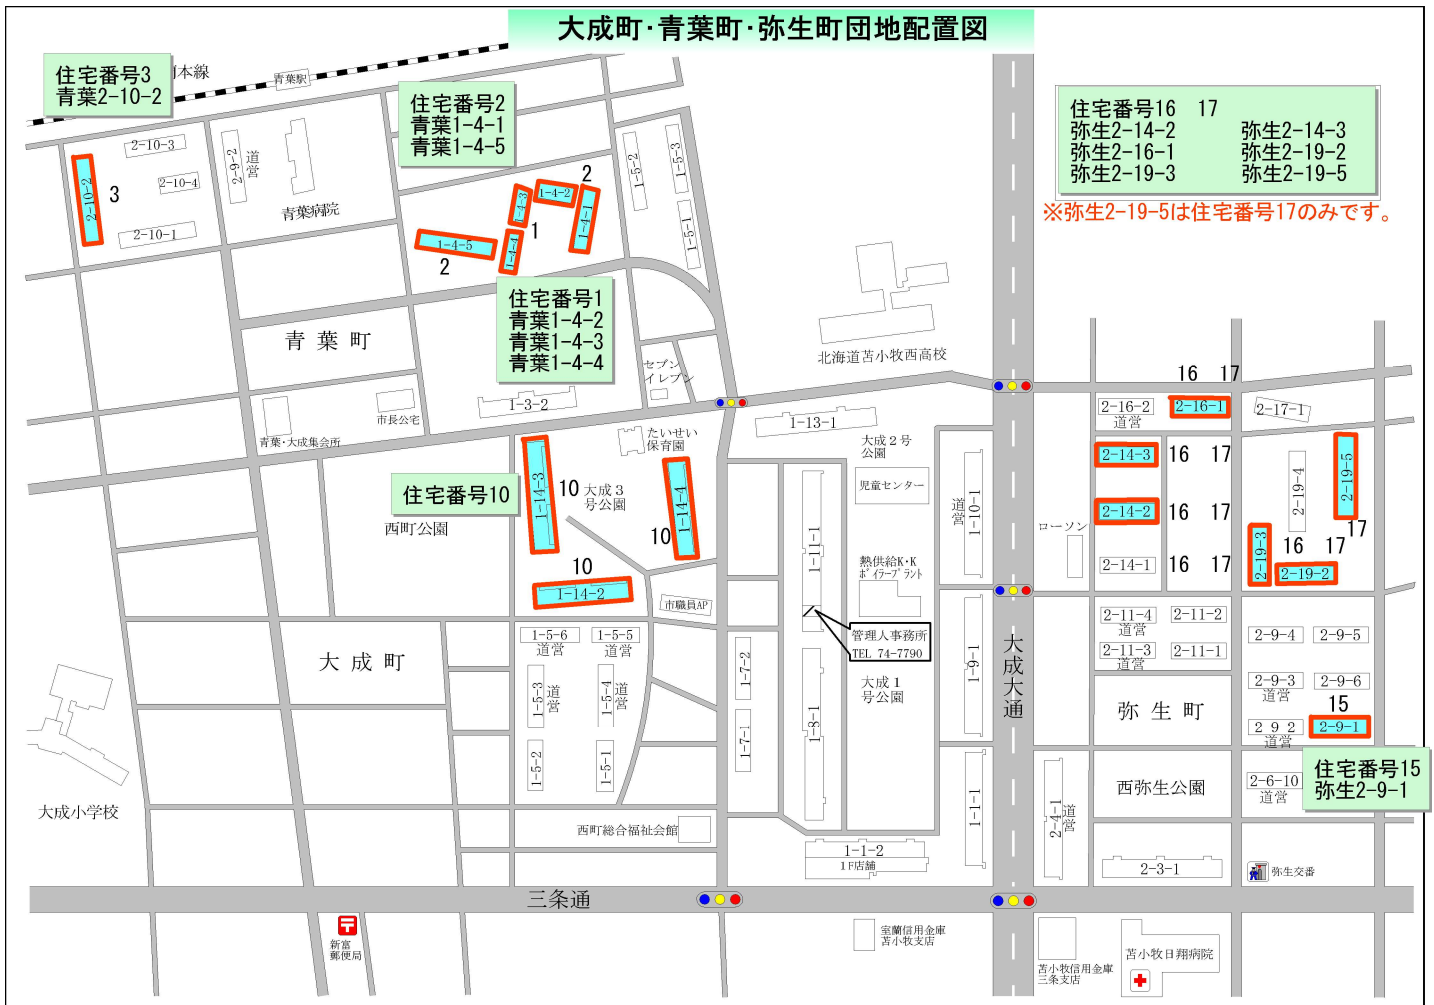 大成町・青葉町・弥生町団地配置図
住宅番号3
青葉2-10-2
本線
青葉駅
住宅番号2
青葉1-4-1
青葉1-4-5
住宅番号16 17
弥生2-14-2 弥生2-14-3
弥生2-16-1 弥生2-19-2
弥生2-19-3 弥生2-19-5
※弥生2-19-5は住宅番号17のみです。
2-10-3
2-9-2
道営
2-10-2
3
2-10-4
2-10-1
青葉病院
1-5-2
1-5-3
1-5-1
2
1-4-3
1-4-2
1-4-1
1
1-4-4
1-4-5
2
住宅番号1
青葉1-4-2
青葉1-4-3
青葉1-4-4
青葉町
北海道苫小牧西高校
セブン
イレブン
1-3-2
市長公宅
青葉・大成集会所
たいせい
保育園
1-13-1
大成2号
公園
児童センター
住宅番号10
西町公園
1-14-3
10
大成3
号公園
1-14-4
10
10
1-14-2
市職員AP
1-11-1
熱供給K・K
ボイラープラント
管理人事務所
TEL 74-7790
大成1
号公園
道営
1-10-1
ローソン
16 17
2-16-2
道営
2-16-1
2-17-1
2-14-3
16 17
2-14-2
16 17
2-14-1
16 17
2-19-4
2-19-5
17
2-19-3
16 17
2-19-2
2-11-4
道営
2-11-2
2-11-3
道営
2-11-1
2-9-4
2-9-5
2-9-3
道営
2-9-6
15
2 9 2
道営
2-9-1
住宅番号15
弥生2-9-1
弥生町
西弥生公園
2-6-10
道営
大成町
1-5-6
道営
1-5-5
道営
1-5-3
道営
1-5-4
道営
1-5-2
1-5-1
1-7-2
1-7-1
1-8-1
1-9-1
大成大通
1-1-1
2-4-1
道営
大成小学校
西町総合福祉会館
1-1-2
1F店舗
2-3-1
弥生交番
三条通
新富
郵便局
室蘭信用金庫
苫小牧支店
苫小牧信用金庫
三条支店
苫小牧日翔病院